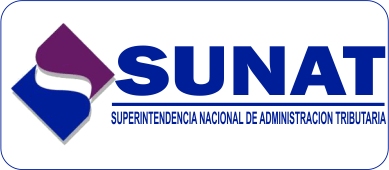 SUNAT
SUPERINTENDENCIA NACIONAL DE ADMINISTRACION TRIBUTARIA